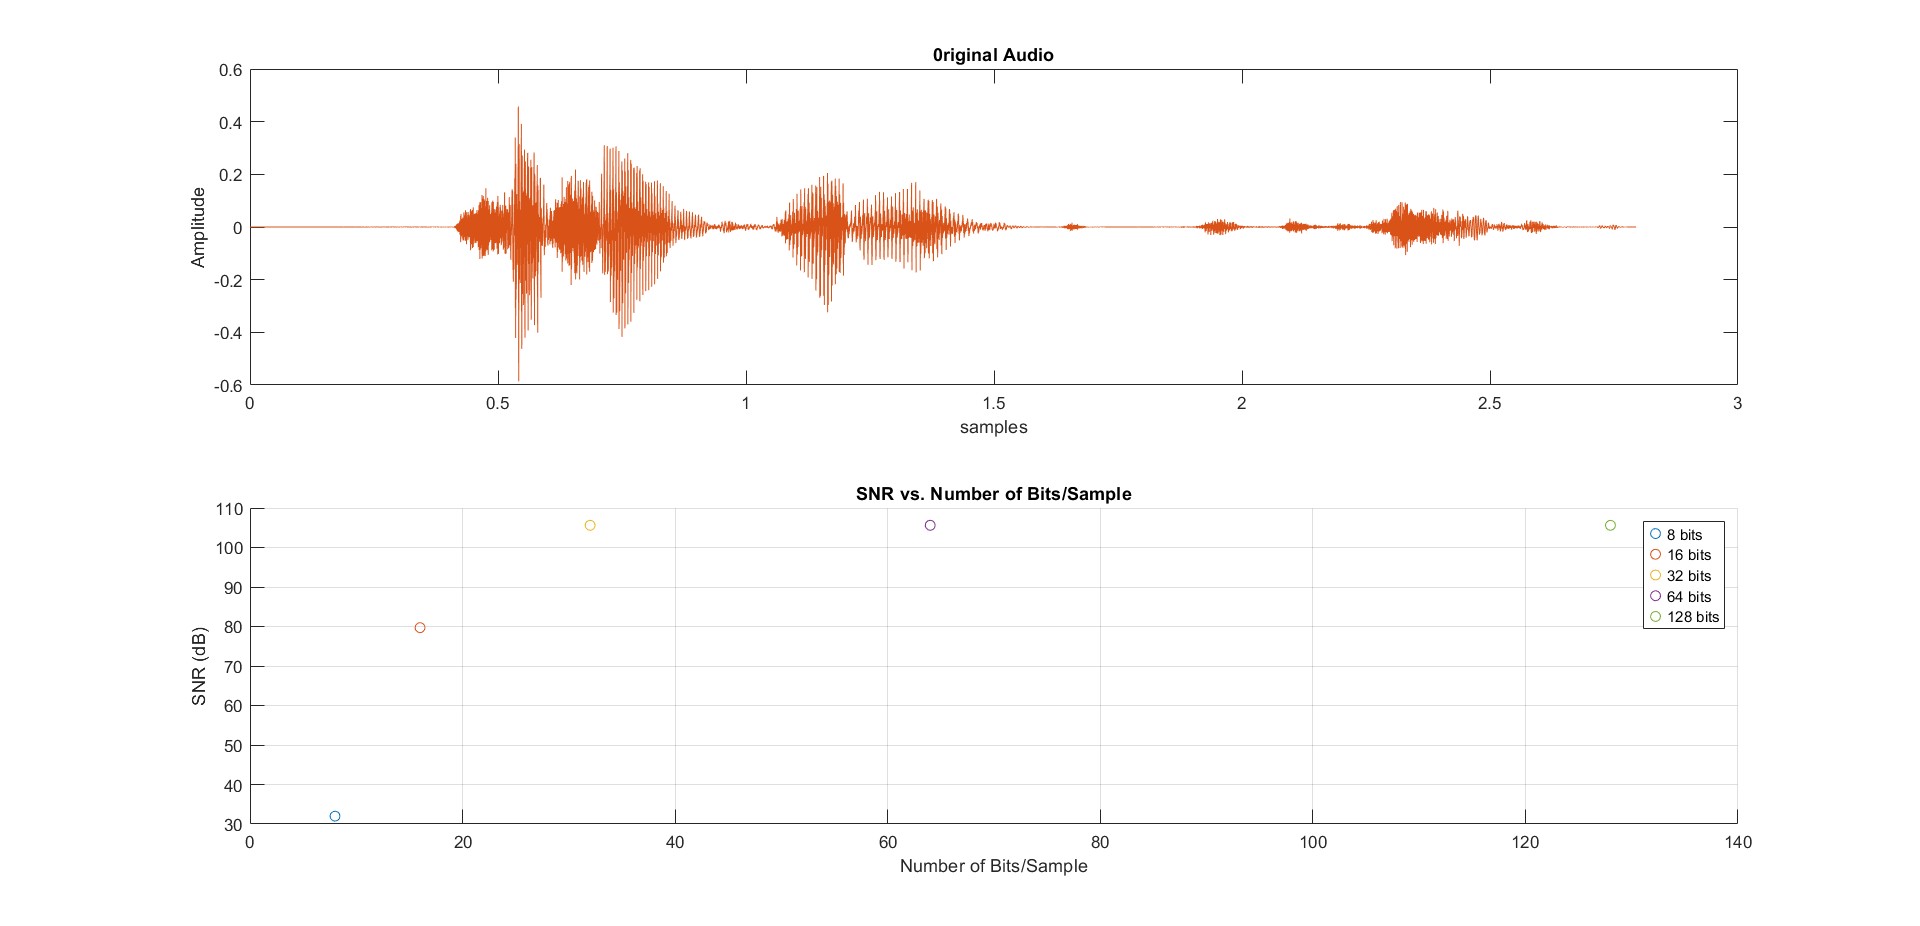 0riginal Audio
0.6
0.4
0.2
0
-0.2
-0.4
-0.6
Amplitude
0 0.5 1 1.5 2 2.5 3
samples
SNR vs. Number of Bits/Sample
110
100
90
80
70
60
50
40
30
SNR (dB)
8 bits
16 bits
32 bits
64 bits
128 bits
0 20 40 60 80 100 120 140
Number of Bits/Sample